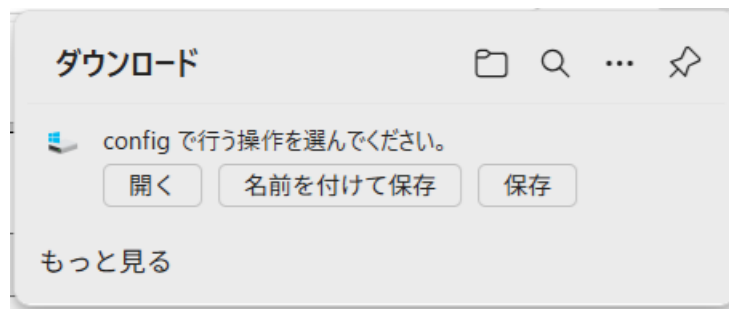 ダウンロード
config で行う操作を選んでください。
開く 名前を付けて保存 保存
もっと見る